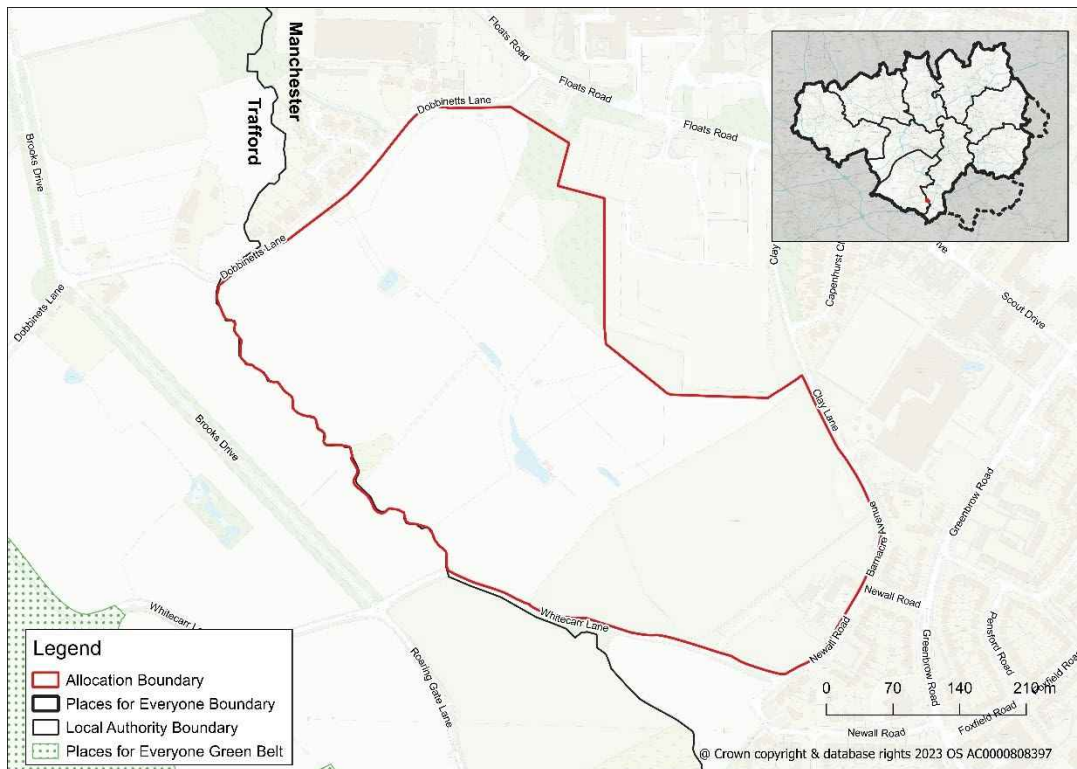 Manchester
Trafford
Floats Road
Floats Road
Floats Road
Dobbinetts Lane
Brooks Drive
Dobbinetts Lane
Dobbinetts Lane
Clay
Capenhurst Cl
Drive
Scout Drive
Brooks Drive
Clay Lane
Greenbrow Road
Barnacre Avenue
Newall Road
Whitecarr Lane
Newall Road
Whitecarr L
Roaring Gate Lane
Greenbrow Road
Pensford Road
Foxfield Road
Foxfield Road
Newall Road
Legend
Allocation Boundary
Places for Everyone Boundary
Local Authority Boundary
Places for Everyone Green Belt
0 70 140 210 m
@ Crown copyright & database rights 2023 OS AC0000808397